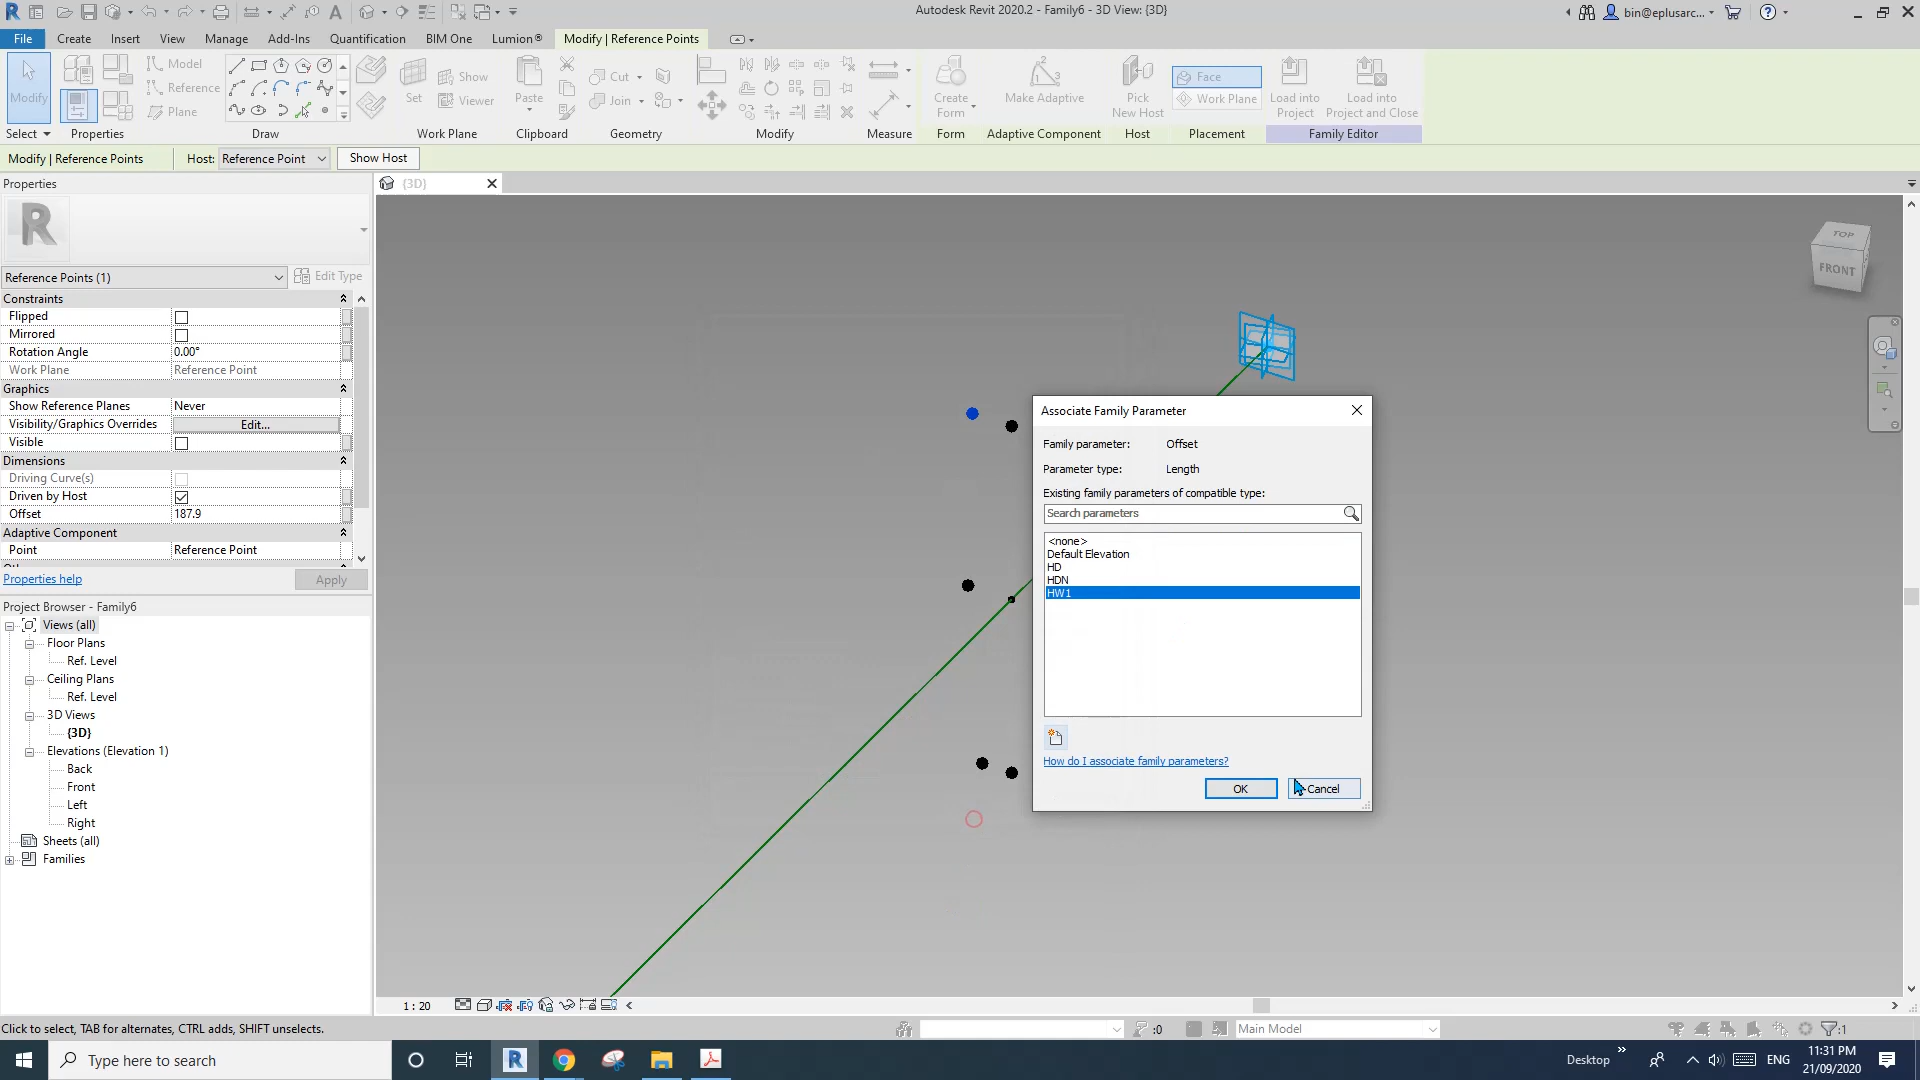 Autodesk Revit 2020.2 - Family6 - 3D View: {3D}
bin@eplusarc...
File Create Insert View Manage Add-Ins Quantification BIM One Lumion® Modify | Reference Points
Modify
Select
Properties
Model
Reference
Plane
Draw
Set
Show
Viewer
Work Plane
Paste
Clipboard
Cut
Join
Geometry
Modify
Measure
Create
Form
Form
Make Adaptive
Adaptive Component
Pick
New Host
Host
Face
Work Plane
Placement
Load into
Project
Load into
Project and Close
Family Editor
Modify | Reference Points
Host: Reference Point
Show Host
Properties
{3D}
R
Reference Points (1)
Edit Type
Constraints
Flipped
Mirrored
Rotation Angle 0.00°
Work Plane Reference Point
Graphics
Show Reference Planes Never
Visibility/Graphics Overrides Edit...
Visible
Dimensions
Driving Curve(s)
Driven by Host
Offset 187.9
Adaptive Component
Point Reference Point
Properties help
Apply
Project Browser - Family6
Views (all)
Floor Plans
Ref. Level
Ceiling Plans
Ref. Level
3D Views
{3D}
Elevations (Elevation 1)
Back
Front
Left
Right
Sheets (all)
Families
TOP
FRONT
Associate Family Parameter
Family parameter: Offset
Parameter type: Length
Existing family parameters of compatible type:
Search parameters
<none>
Default Elevation
HD
HDN
HW1
How do I associate family parameters?
OK
Cancel
1 : 20
Click to select, TAB for alternates, CTRL adds, SHIFT unselects.
:0
Main Model
:1
Type here to search
Desktop
ENG
11:31 PM
21/09/2020